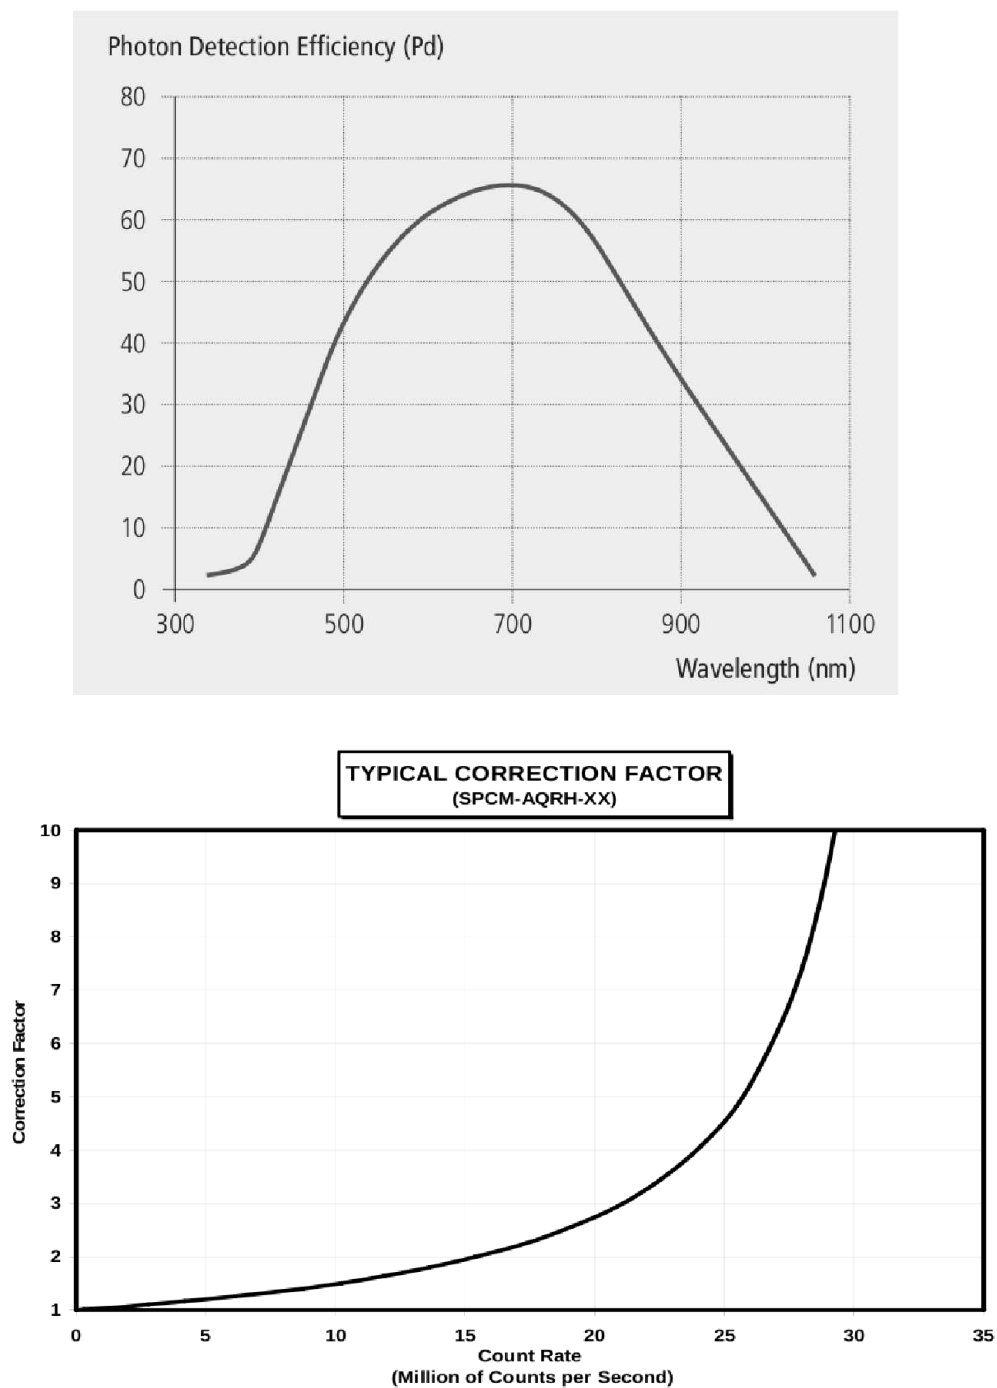 Photon Detection Efficiency (Pd)
80
70
60
50
40
30
20
10
0
300 500 700 900 1100
Wavelength (nm)
TYPICAL CORRECTION FACTOR
(SPCM-AQRH-XX)
10
9
8
7
6
5
4
3
2
1
Correction Factor
0 5 10 15 20 25 30 35
Count Rate
(Million of Counts per Second)